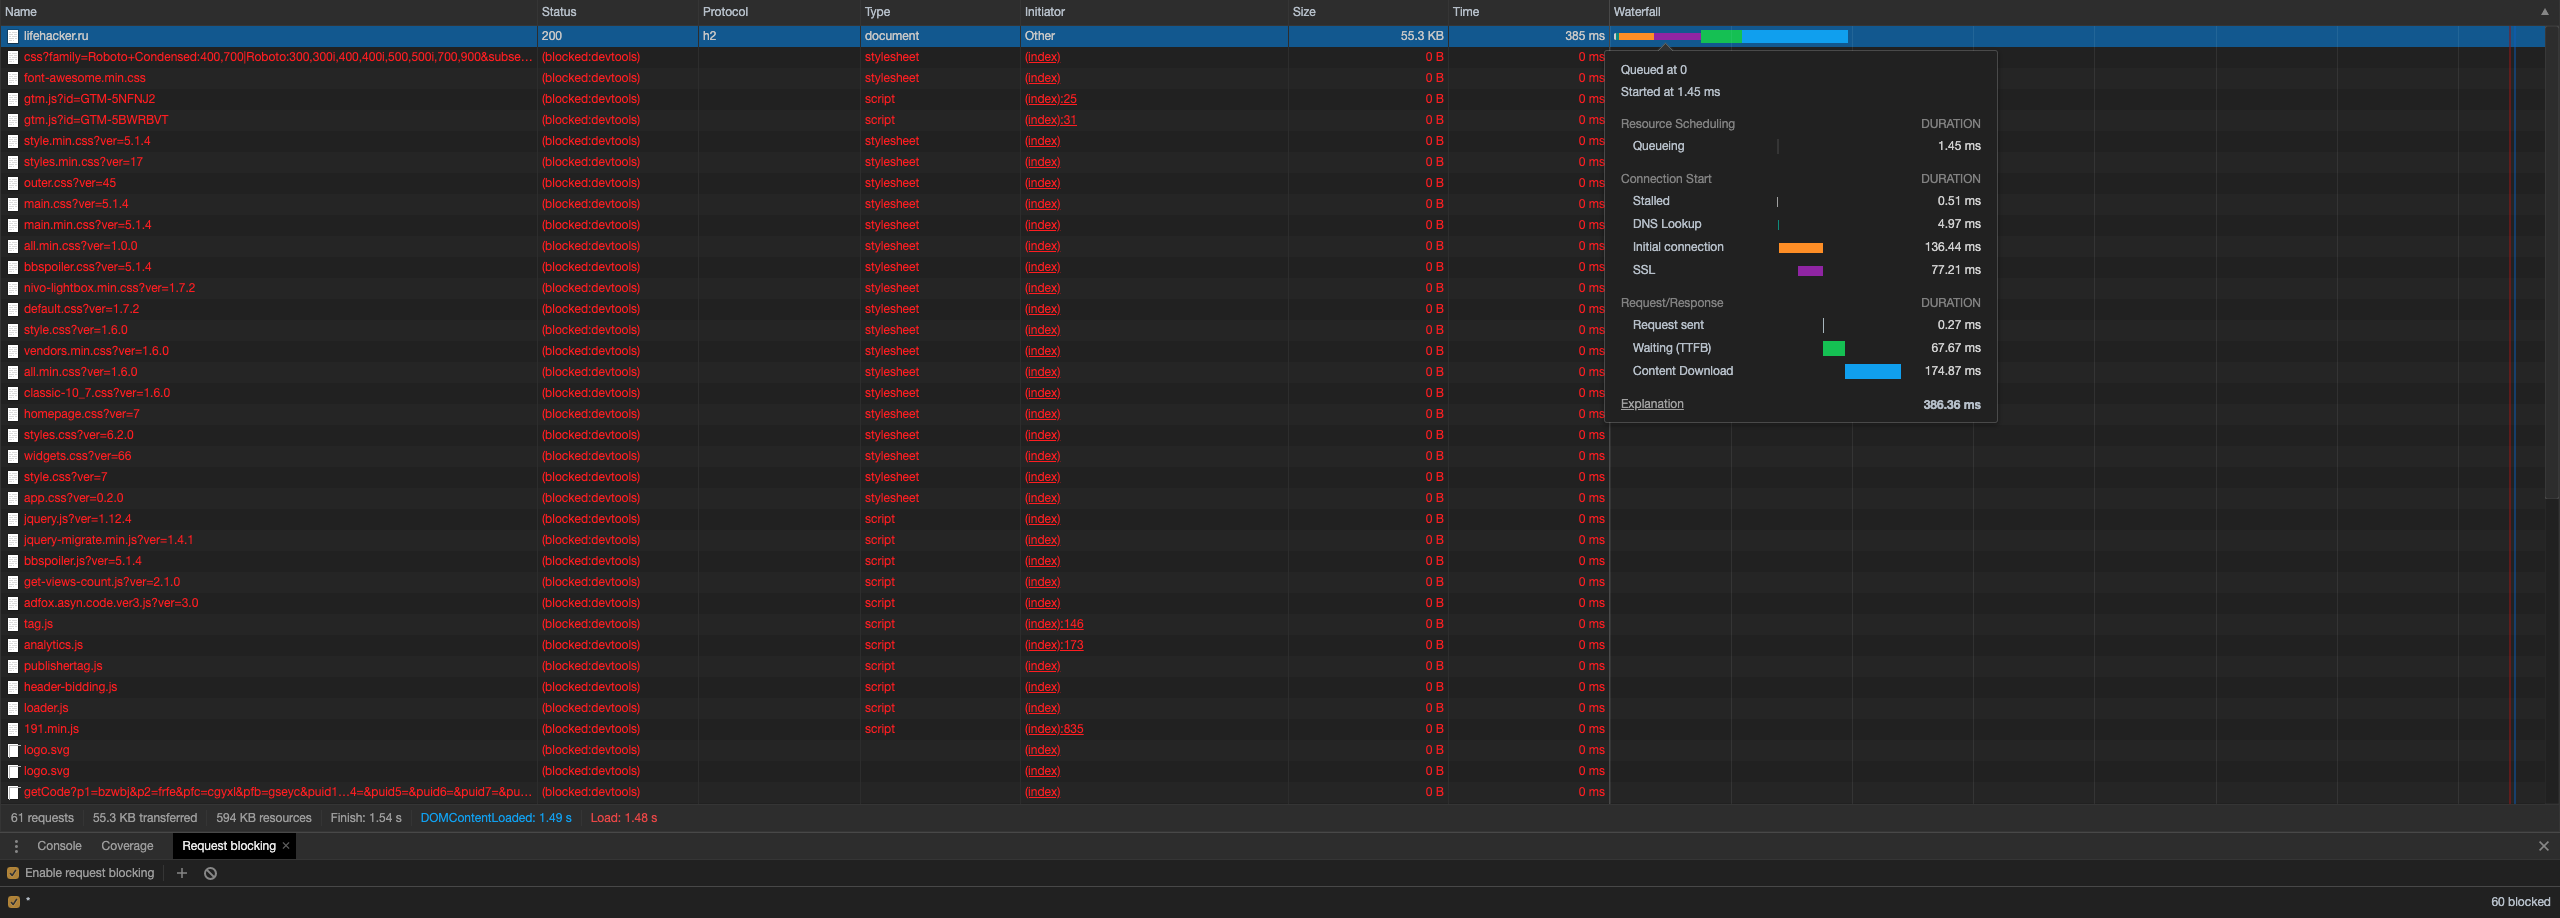 Name Status Protocol Type Initiator Size Time Waterfall
lifehacker.ru 200 h2 document Other 55.3 KB 385 ms
css?family=Roboto+Condensed:400,700|Roboto:300,300i,400,400i,500,500i,700,900&subse... (blocked:devtools) stylesheet (index) 0 B 0 ms
font-awesome.min.css (blocked:devtools) stylesheet (index) 0 B 0 ms
gtm.js?id=GTM-5NFNJ2 (blocked:devtools) script (index):25 0 B 0 ms
gtm.js?id=GTM-5BWRBVT (blocked:devtools) script (index):31 0 B 0 ms
style.min.css?ver=5.1.4 (blocked:devtools) stylesheet (index) 0 B 0 ms
styles.min.css?ver=17 (blocked:devtools) stylesheet (index) 0 B 0 ms
outer.css?ver=45 (blocked:devtools) stylesheet (index) 0 B 0 ms
main.css?ver=5.1.4 (blocked:devtools) stylesheet (index) 0 B 0 ms
main.min.css?ver=5.1.4 (blocked:devtools) stylesheet (index) 0 B 0 ms
all.min.css?ver=1.0.0 (blocked:devtools) stylesheet (index) 0 B 0 ms
bbspoiler.css?ver=5.1.4 (blocked:devtools) stylesheet (index) 0 B 0 ms
nivo-lightbox.min.css?ver=1.7.2 (blocked:devtools) stylesheet (index) 0 B 0 ms
default.css?ver=1.7.2 (blocked:devtools) stylesheet (index) 0 B 0 ms
style.css?ver=1.6.0 (blocked:devtools) stylesheet (index) 0 B 0 ms
vendors.min.css?ver=1.6.0 (blocked:devtools) stylesheet (index) 0 B 0 ms
all.min.css?ver=1.6.0 (blocked:devtools) stylesheet (index) 0 B 0 ms
classic-10_7.css?ver=1.6.0 (blocked:devtools) stylesheet (index) 0 B 0 ms
homepage.css?ver=7 (blocked:devtools) stylesheet (index) 0 B 0 ms
styles.css?ver=6.2.0 (blocked:devtools) stylesheet (index) 0 B 0 ms
widgets.css?ver=66 (blocked:devtools) stylesheet (index) 0 B 0 ms
style.css?ver=7 (blocked:devtools) stylesheet (index) 0 B 0 ms
app.css?ver=0.2.0 (blocked:devtools) stylesheet (index) 0 B 0 ms
jquery.js?ver=1.12.4 (blocked:devtools) script (index) 0 B 0 ms
jquery-migrate.min.js?ver=1.4.1 (blocked:devtools) script (index) 0 B 0 ms
bbspoiler.js?ver=5.1.4 (blocked:devtools) script (index) 0 B 0 ms
get-views-count.js?ver=2.1.0 (blocked:devtools) script (index) 0 B 0 ms
adfox.asyn.code.ver3.js?ver=3.0 (blocked:devtools) script (index) 0 B 0 ms
tag.js (blocked:devtools) script (index):146 0 B 0 ms
analytics.js (blocked:devtools) script (index):173 0 B 0 ms
publishertag.js (blocked:devtools) script (index) 0 B 0 ms
header-bidding.js (blocked:devtools) script (index) 0 B 0 ms
loader.js (blocked:devtools) script (index) 0 B 0 ms
191.min.js (blocked:devtools) script (index):835 0 B 0 ms
logo.svg (blocked:devtools) (index) 0 B 0 ms
logo.svg (blocked:devtools) (index) 0 B 0 ms
getCode?p1=bzwbj&p2=frfe&pfc=cgyxl&pfb=gseyc&puid1...4=&puid5=&puid6=&puid7=&pu... (blocked:devtools) (index) 0 B 0 ms
Queued at 0
Started at 1.45 ms
Resource Scheduling DURATION
Queueing 1.45 ms
Connection Start DURATION
Stalled 0.51 ms
DNS Lookup 4.97 ms
Initial connection 136.44 ms
SSL 77.21 ms
Request/Response DURATION
Request sent 0.27 ms
Waiting (TTFB) 67.67 ms
Content Download 174.87 ms
Explanation 386.36 ms
61 requests 55.3 KB transferred 594 KB resources Finish: 1.54 s DOMContentLoaded: 1.49 s Load: 1.48 s
Console Coverage Request blocking
Enable request blocking
* 60 blocked